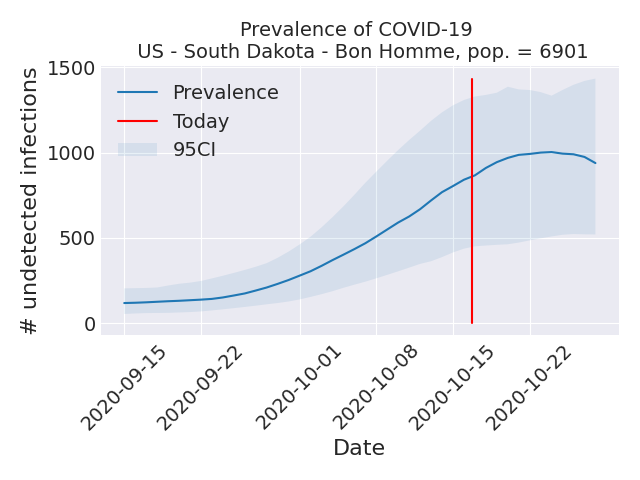 Prevalence of COVID-19
US - South Dakota - Bon Homme, pop. = 6901
# undetected infections
1500
1000
500
0
Prevalence
Today
95CI
2020-09-15
2020-09-22
2020-10-01
2020-10-08
2020-10-15
2020-10-22
Date